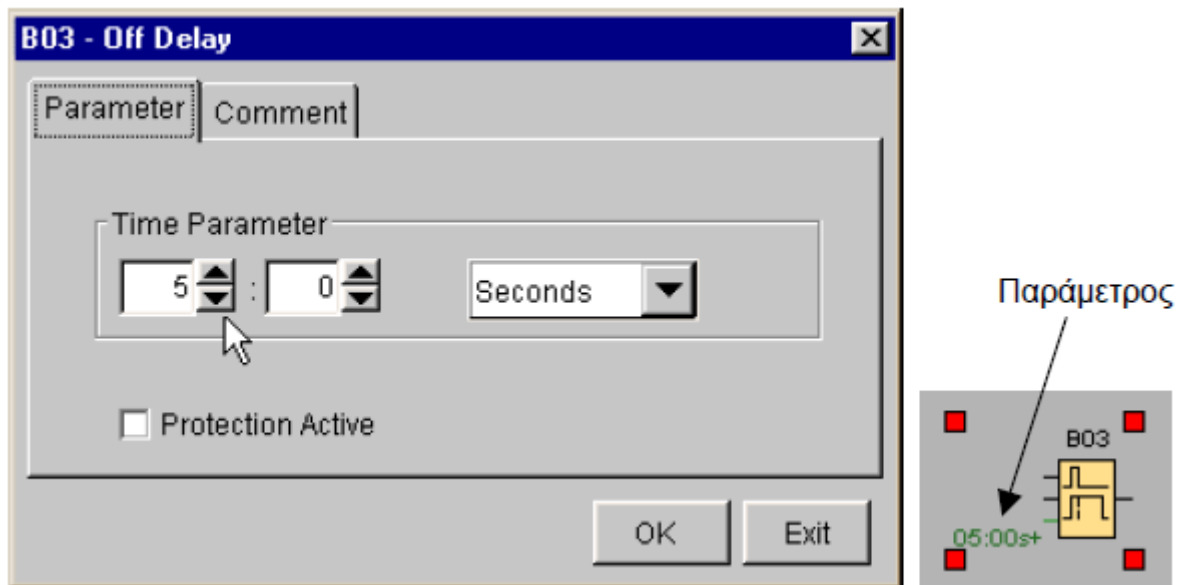 B03 - Off Delay
Parameter
Comment
Time Parameter
5 : 0 Seconds
Protection Active
OK Exit
Παράμετρος
B03
05:00s+